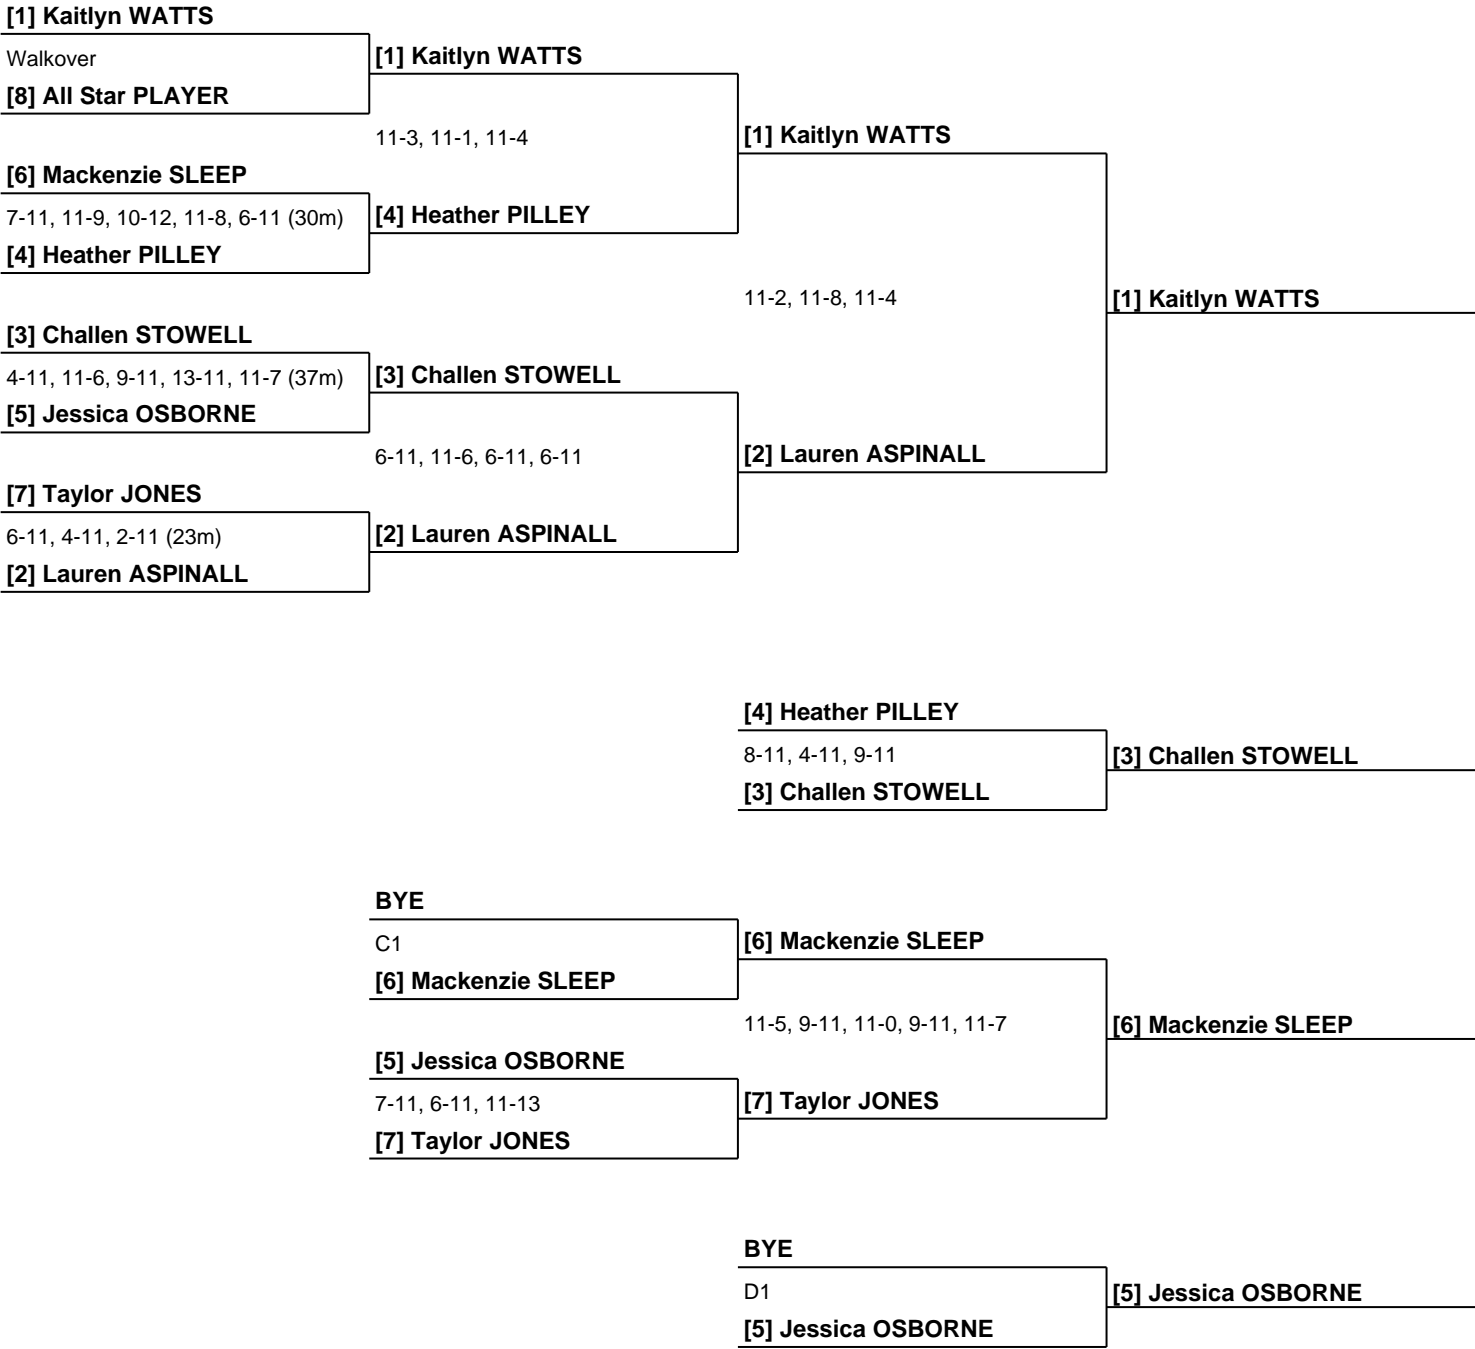 [1] Kaitlyn WATTS
Walkover
[1] Kaitlyn WATTS
[8] All Star PLAYER
11-3, 11-1, 11-4
[1] Kaitlyn WATTS
[6] Mackenzie SLEEP
7-11, 11-9, 10-12, 11-8, 6-11 (30m)
[4] Heather PILLEY
[4] Heather PILLEY
11-2, 11-8, 11-4
[1] Kaitlyn WATTS
[3] Challen STOWELL
4-11, 11-6, 9-11, 13-11, 11-7 (37m)
[3] Challen STOWELL
[5] Jessica OSBORNE
6-11, 11-6, 6-11, 6-11
[2] Lauren ASPINALL
[7] Taylor JONES
6-11, 4-11, 2-11 (23m)
[2] Lauren ASPINALL
[2] Lauren ASPINALL
[4] Heather PILLEY
8-11, 4-11, 9-11
[3] Challen STOWELL
[3] Challen STOWELL
BYE
C1
[6] Mackenzie SLEEP
[6] Mackenzie SLEEP
11-5, 9-11, 11-0, 9-11, 11-7
[6] Mackenzie SLEEP
[5] Jessica OSBORNE
7-11, 6-11, 11-13
[7] Taylor JONES
[7] Taylor JONES
BYE
D1
[5] Jessica OSBORNE
[5] Jessica OSBORNE